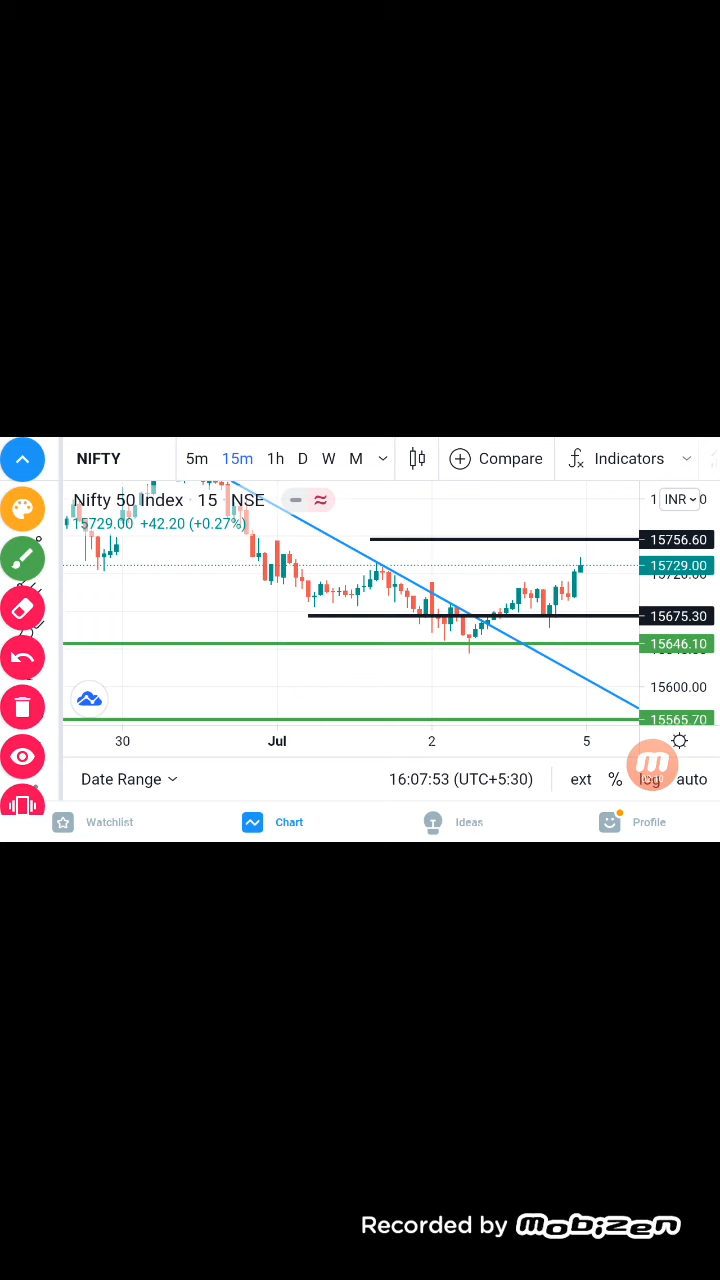 NIFTY 5m 15m 1h D W M Compare Indicators
Nifty 50 Index · 15 · NSE INR
15729.00 +42.20 (+0.27%)
15756.60
15729.00
15675.30
15646.10
15600.00
15565.70
30 Jul 2 5
Date Range 16:07:53 (UTC+5:30) ext % log auto
Watchlist Chart Ideas Profile
Recorded by mobizen